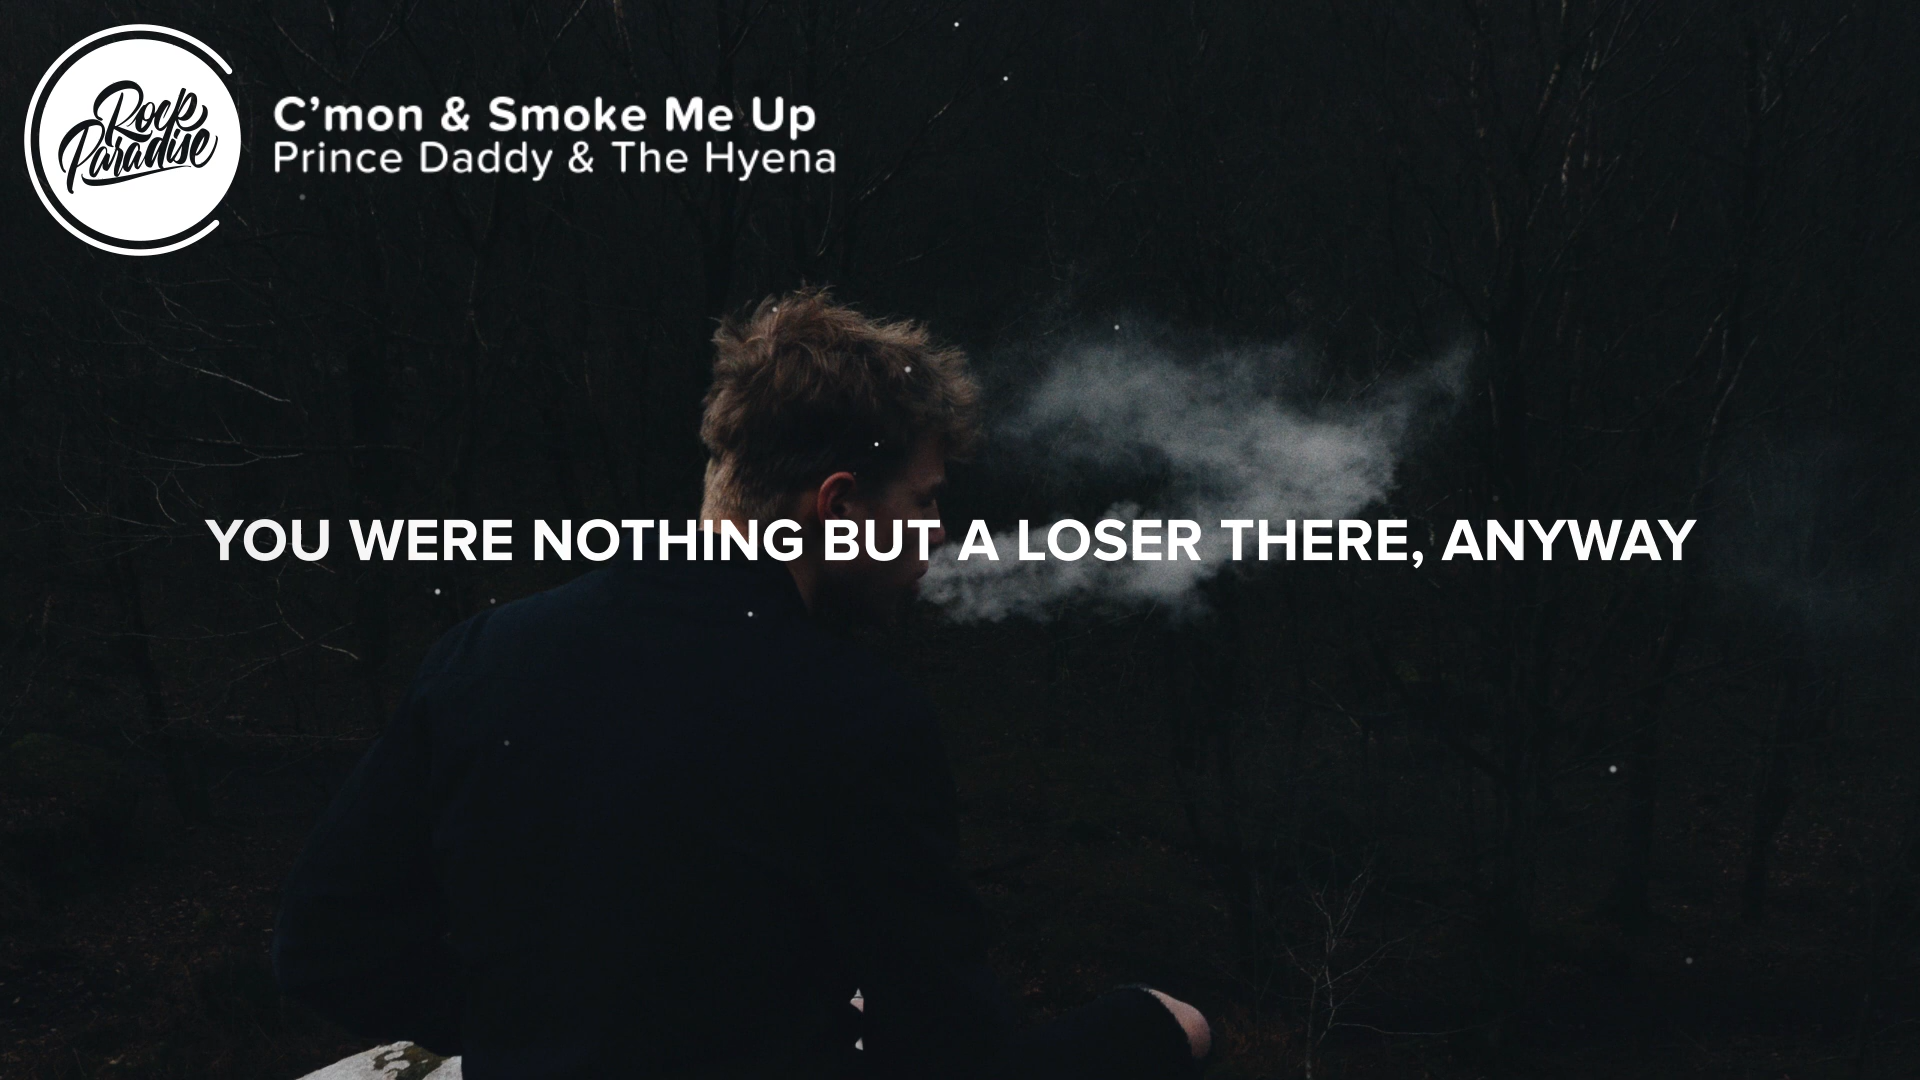 Rock
Paradise
C’mon & Smoke Me Up
Prince Daddy & The Hyena
YOU WERE NOTHING BUT A LOSER THERE, ANYWAY